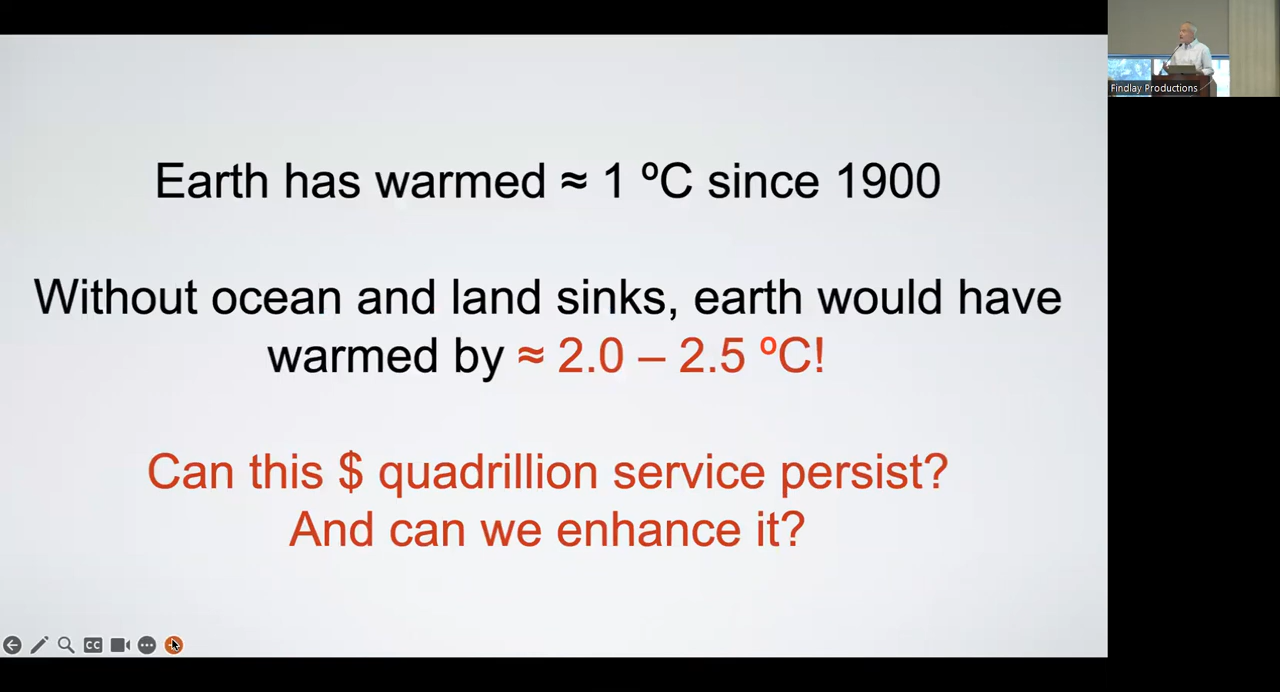 Earth has warmed ≈ 1 ºC since 1900
Without ocean and land sinks, earth would have
warmed by ≈ 2.0 – 2.5 ºC!
Can this $ quadrillion service persist?
And can we enhance it?
Findlay Productions
CC